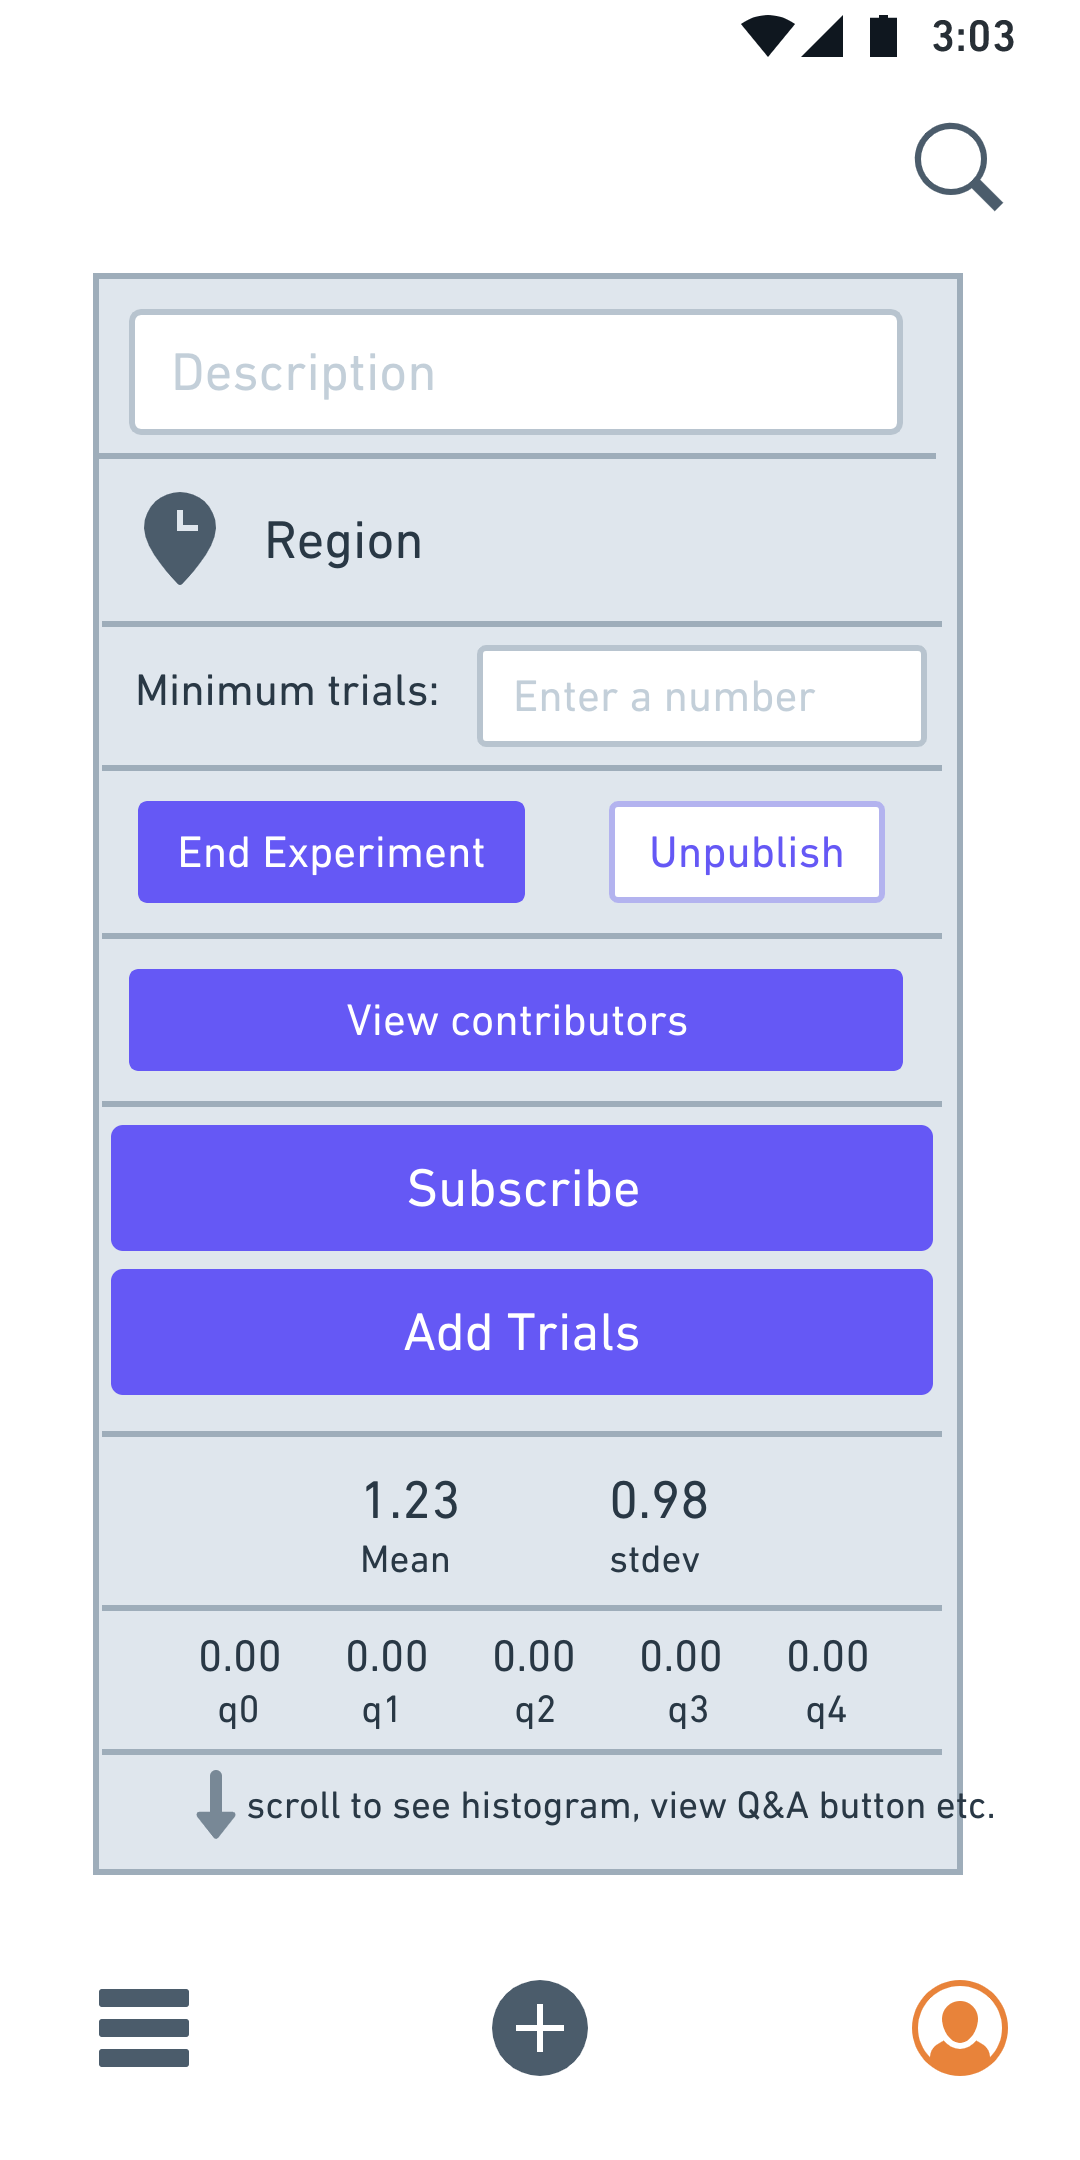 3:03
Description
Region
Minimum trials:
Enter a number
End Experiment
Unpublish
View contributors
Subscribe
Add Trials
1.23
0.98
Mean
stdev
0.00 0.00 0.00 0.00 0.00
q0 q1 q2 q3 q4
scroll to see histogram, view Q&A button etc.